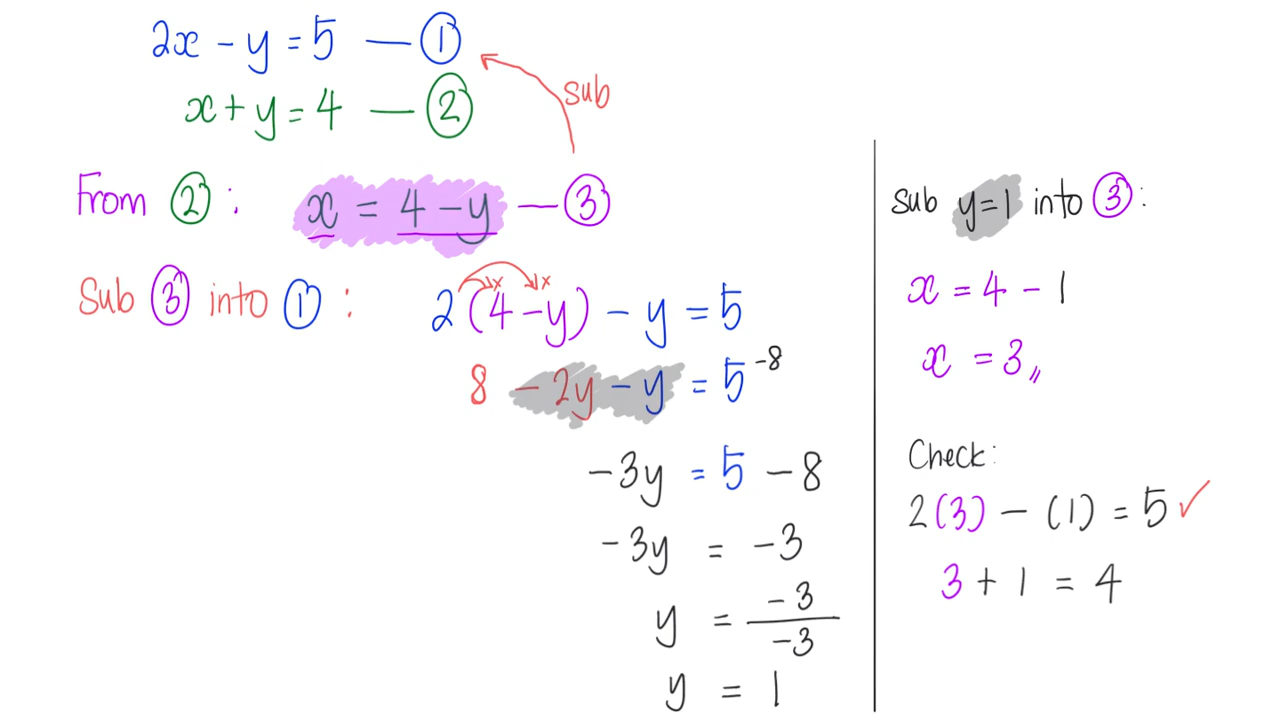 2x - y = 5 — ①
x + y = 4 — ②
sub
From ② : x = 4 - y — ③
Sub ③ into ① : 2(4 - y) - y = 5
x x
8 - 2y - y = 5 -8
-3y = 5 - 8
-3y = -3
y = -3/-3
y = 1
Sub y=1 into ③ :
x = 4 - 1
x = 3 〃
Check:
2(3) - (1) = 5 ✓
3 + 1 = 4